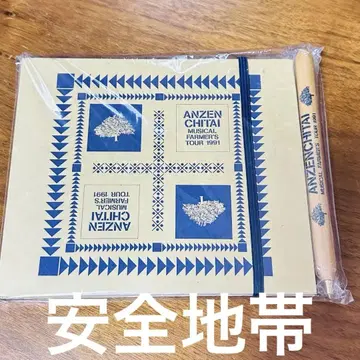 ANZEN
CHITAI
MUSICAL
FARMER'S
TOUR 1991
ANZEN
CHITAI
MUSICAL
FARMER'S
TOUR 1991
ANZENCHITAI
MUSICAL FARMER'S TOUR 1991
安全地帯